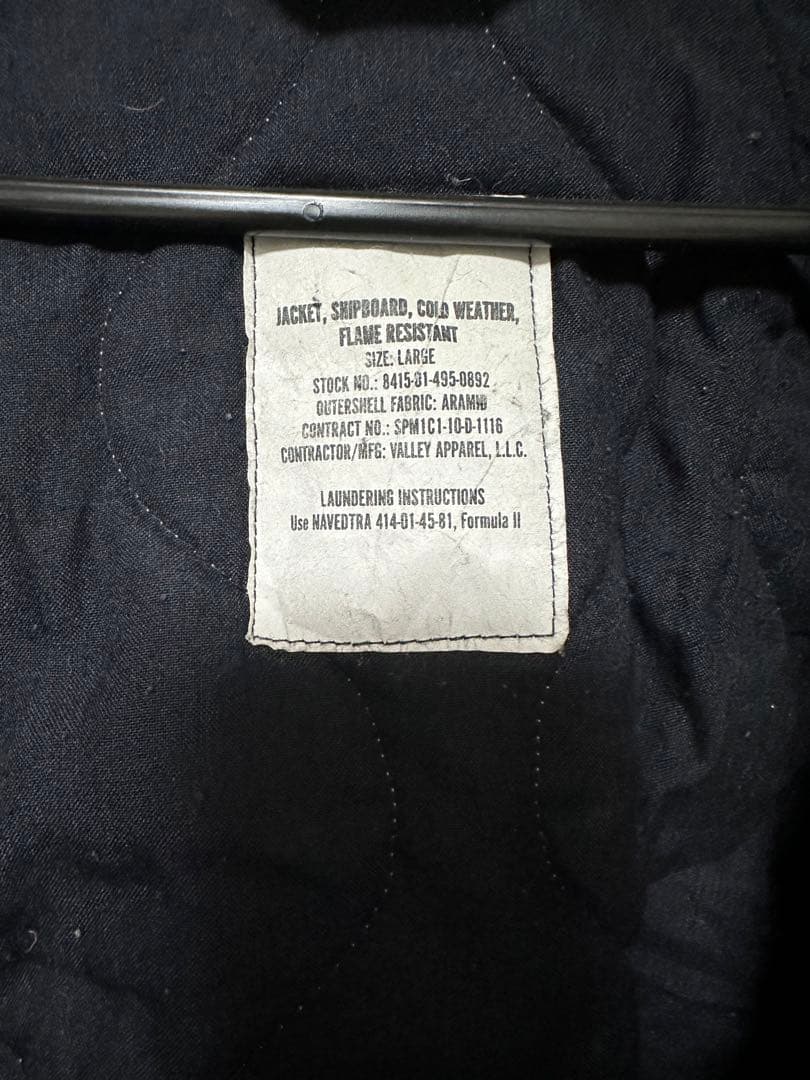 JACKET, SHIPBOARD, COLD WEATHER,
FLAME RESISTANT
SIZE: LARGE
STOCK NO.: 8415-01-495-0892
OUTERSHELL FABRIC: ARAMID
CONTRACT NO.: SPM1C1-10-D-1116
CONTRACTOR/MFG: VALLEY APPAREL, L.L.C.
LAUNDERING INSTRUCTIONS
Use NAVEDTRA 414-01-45-81, Formula II